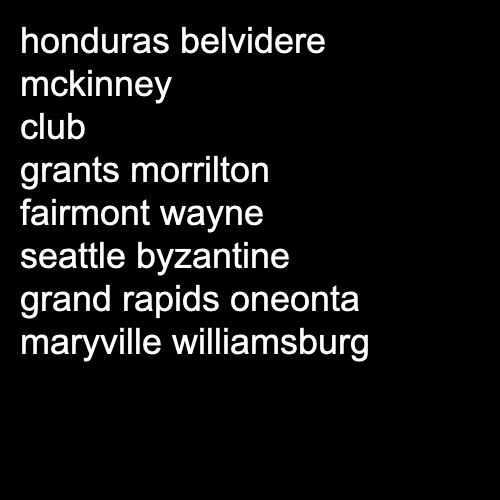 honduras belvidere
mckinney
club
grants morrilton
fairmont wayne
seattle byzantine
grand rapids oneonta
maryville williamsburg